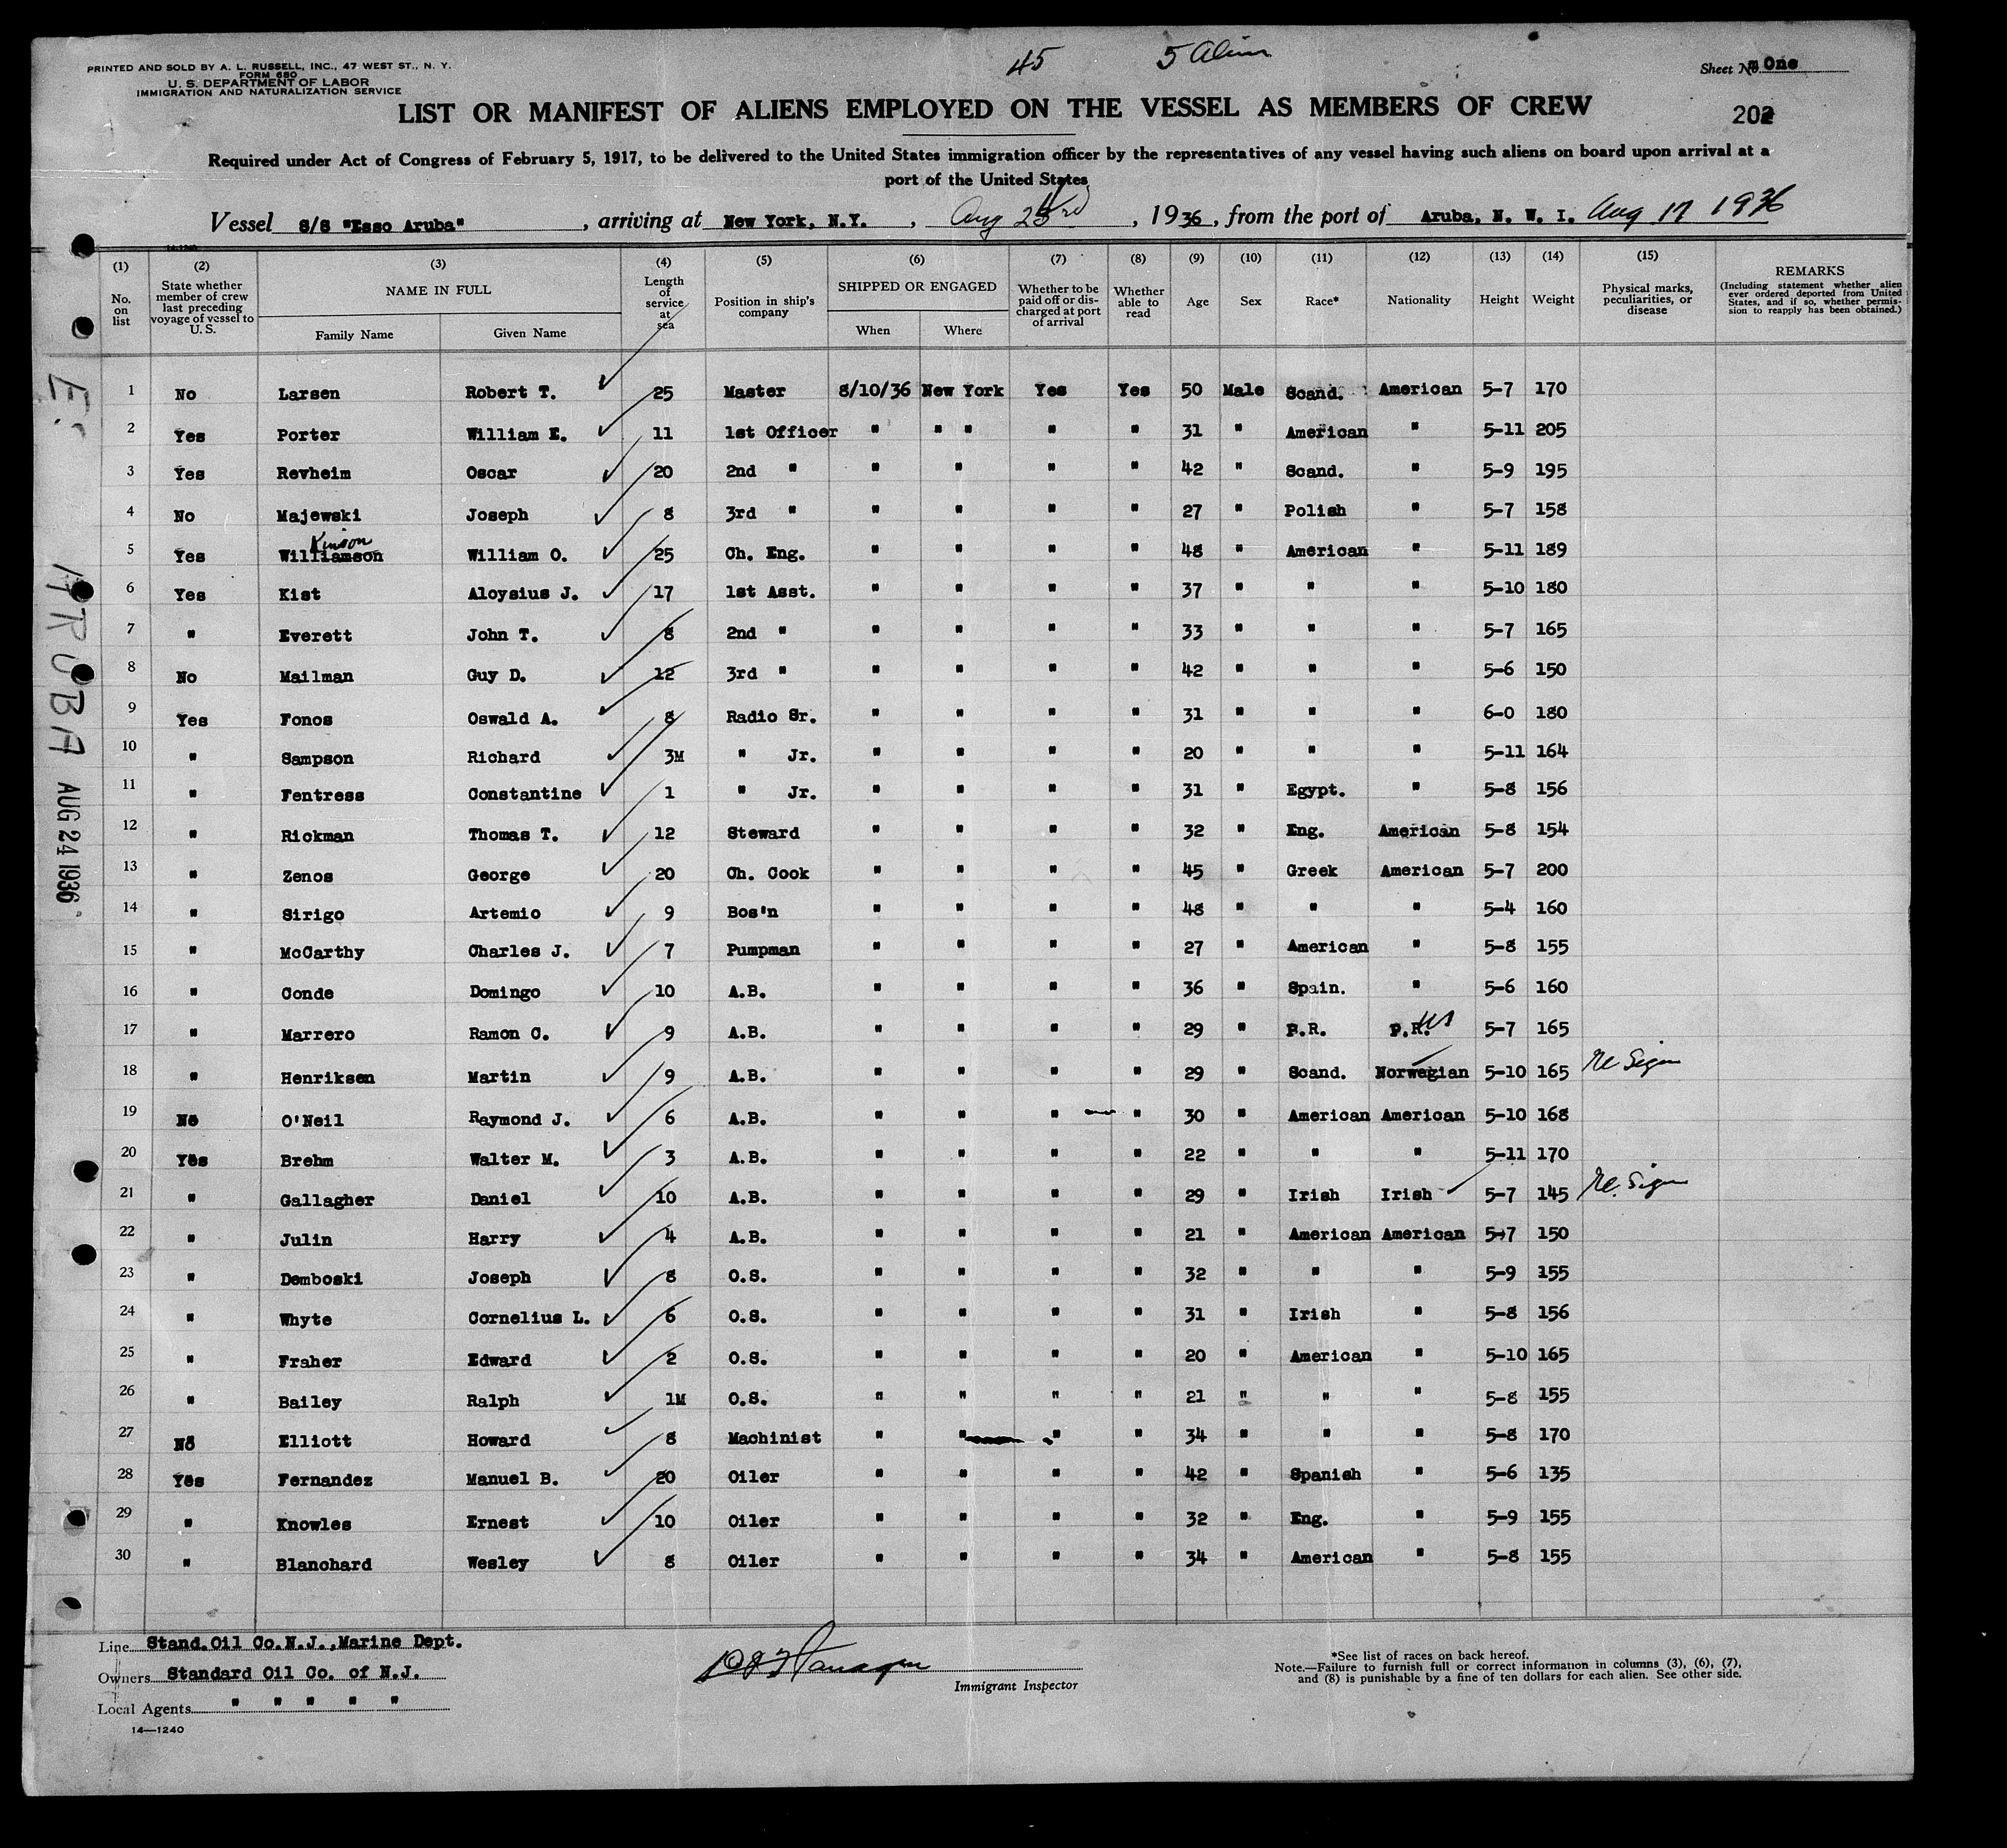 PRINTED AND SOLD BY A. L. RUSSELL, INC., 47 WEST ST., N. Y.
FORM 680
U. S. DEPARTMENT OF LABOR
IMMIGRATION AND NATURALIZATION SERVICE
45
5 Alien
Sheet No. One
LIST OR MANIFEST OF ALIENS EMPLOYED ON THE VESSEL AS MEMBERS OF CREW
202
Required under Act of Congress of February 5, 1917, to be delivered to the United States immigration officer by the representatives of any vessel having such aliens on board upon arrival at a
port of the United States
Vessel S/S "Esso Aruba", arriving at New York, N.Y., Aug 23rd, 1936, from the port of Aruba, N. W. I. Aug 17 1936
14-1240
(1) (2) (3) (4) (5) (6) (7) (8) (9) (10) (11) (12) (13) (14) (15)
No. on list
State whether member of crew last preceding voyage of vessel to U. S.
NAME IN FULL
Family Name
Given Name
Length of service at sea
Position in ship's company
SHIPPED OR ENGAGED
When
Where
Whether to be paid off or discharged at port of arrival
Whether able to read
Age
Sex
Race*
Nationality
Height
Weight
Physical marks, peculiarities, or disease
REMARKS
(Including statement whether alien ever ordered deported from United States, and if so, whether permission to reapply has been obtained.)
1 No Larsen Robert T. 25 Master 8/10/36 New York Yes Yes 50 Male Scand. American 5-7 170
2 Yes Porter William E. 11 1st Officer " " " " " 31 " American " 5-11 205
3 Yes Revheim Oscar 20 2nd " " " " " 42 " Scand. " 5-9 195
4 No Majewski Joseph 8 3rd " " " " " 27 " Polish " 5-7 158
Kinson
5 Yes Williamson William O. 25 Ch. Eng. " " " " 48 " American " 5-11 189
6 Yes Kist Aloysius J. 17 1st Asst. " " " " 37 " " " 5-10 180
7 " Everett John T. 8 2nd " " " " " 33 " " " 5-7 165
8 No Mailman Guy D. 12 3rd " " " " " 42 " " " 5-6 150
9 Yes Fonos Oswald A. 8 Radio Sr. " " " " 31 " " " 6-0 180
10 " Sampson Richard 3M " Jr. " " " " 20 " " " 5-11 164
11 " Fentress Constantine 1 " Jr. " " " " 31 " Egypt. " 5-8 156
12 " Rickman Thomas T. 12 Steward " " " " 32 " Eng. American 5-8 154
13 " Zenos George 20 Ch. Cook " " " " 45 " Greek American 5-7 200
14 " Sirigo Artemio 9 Bos'n " " " " 48 " " " 5-4 160
15 " McCarthy Charles J. 7 Pumpman " " " " 27 " American " 5-8 155
16 " Conde Domingo 10 A.B. " " " " 36 " Spain. " 5-6 160
17 " Marrero Ramon C. 9 A.B. " " " " 29 " P.R. P.R. US 5-7 165
18 " Henriksen Martin 9 A.B. " " " " 29 " Scand. Norwegian 5-10 165 Re Sign
19 No O'Neil Raymond J. 6 A.B. " " " " 30 " American American 5-10 168
20 Yes Brehm Walter M. 3 A.B. " " " " 22 " " " 5-11 170
21 " Gallagher Daniel 10 A.B. " " " " 29 " Irish Irish 5-7 145 Re. Sign
22 " Julin Harry 4 A.B. " " " " 21 " American American 5-7 150
23 " Demboski Joseph 8 O.S. " " " " 32 " " " 5-9 155
24 " Whyte Cornelius L. 6 O.S. " " " " 31 " Irish " 5-8 156
25 " Fraher Edward 2 O.S. " " " " 20 " American " 5-10 165
26 " Bailey Ralph 1M O.S. " " " " 21 " " " 5-8 155
27 No Elliott Howard 8 Machinist " " " " 34 " " " 5-8 170
28 Yes Fernandez Manuel B. 20 Oiler " " " " 42 " Spanish " 5-6 135
29 " Knowles Ernest 10 Oiler " " " " 32 " Eng. " 5-9 155
30 " Blanchard Wesley 8 Oiler " " " " 34 " American " 5-8 155
E. ARUBA AUG 24 1936
Line Stand.Oil Co.N.J.,Marine Dept.
Owners Standard Oil Co. of N.J.
Local Agents " " " " "
14—1240
Immigrant Inspector
*See list of races on back hereof.
Note.—Failure to furnish full or correct information in columns (3), (6), (7),
and (8) is punishable by a fine of ten dollars for each alien. See other side.